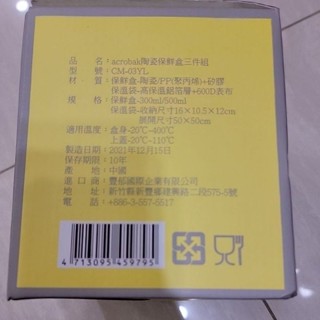 品　名：acrobak陶瓷保鮮盒三件組
型　號：CM-03YL
材　質：保鮮盒-陶瓷/PP(聚丙烯)+矽膠
保溫袋-高保溫鋁箔層+600D表布
規　格：保鮮盒-300ml/500ml
保溫袋-收納尺寸16×10.5×12cm
展開尺寸50×50cm
適用溫度：盒身-20℃~400℃
上蓋-20℃~110℃
製造日期：2021年12月15日
保存期限：10年
產　地：中國
進口商：豐郁國際企業有限公司
地　址：新竹縣新豐鄉建興路二段575-5號
電　話：+886-3-557-5517
4 713095 459795